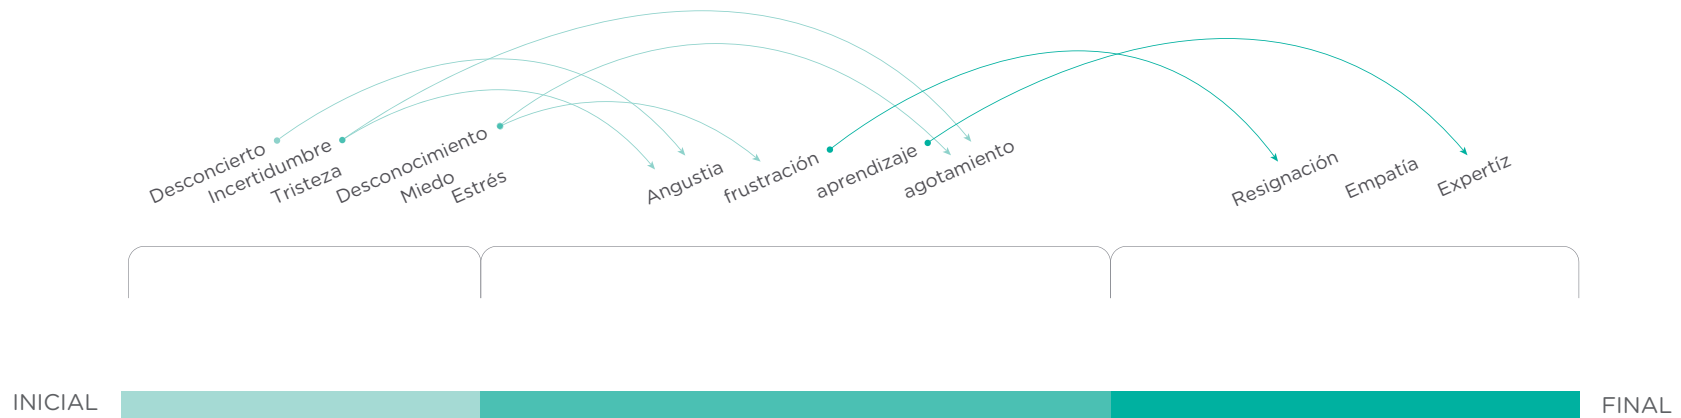 Desconcierto
Incertidumbre
Tristeza
Desconocimiento
Miedo
Estrés
Angustia
frustración
aprendizaje
agotamiento
Resignación
Empatía
Expertíz
INICIAL
FINAL